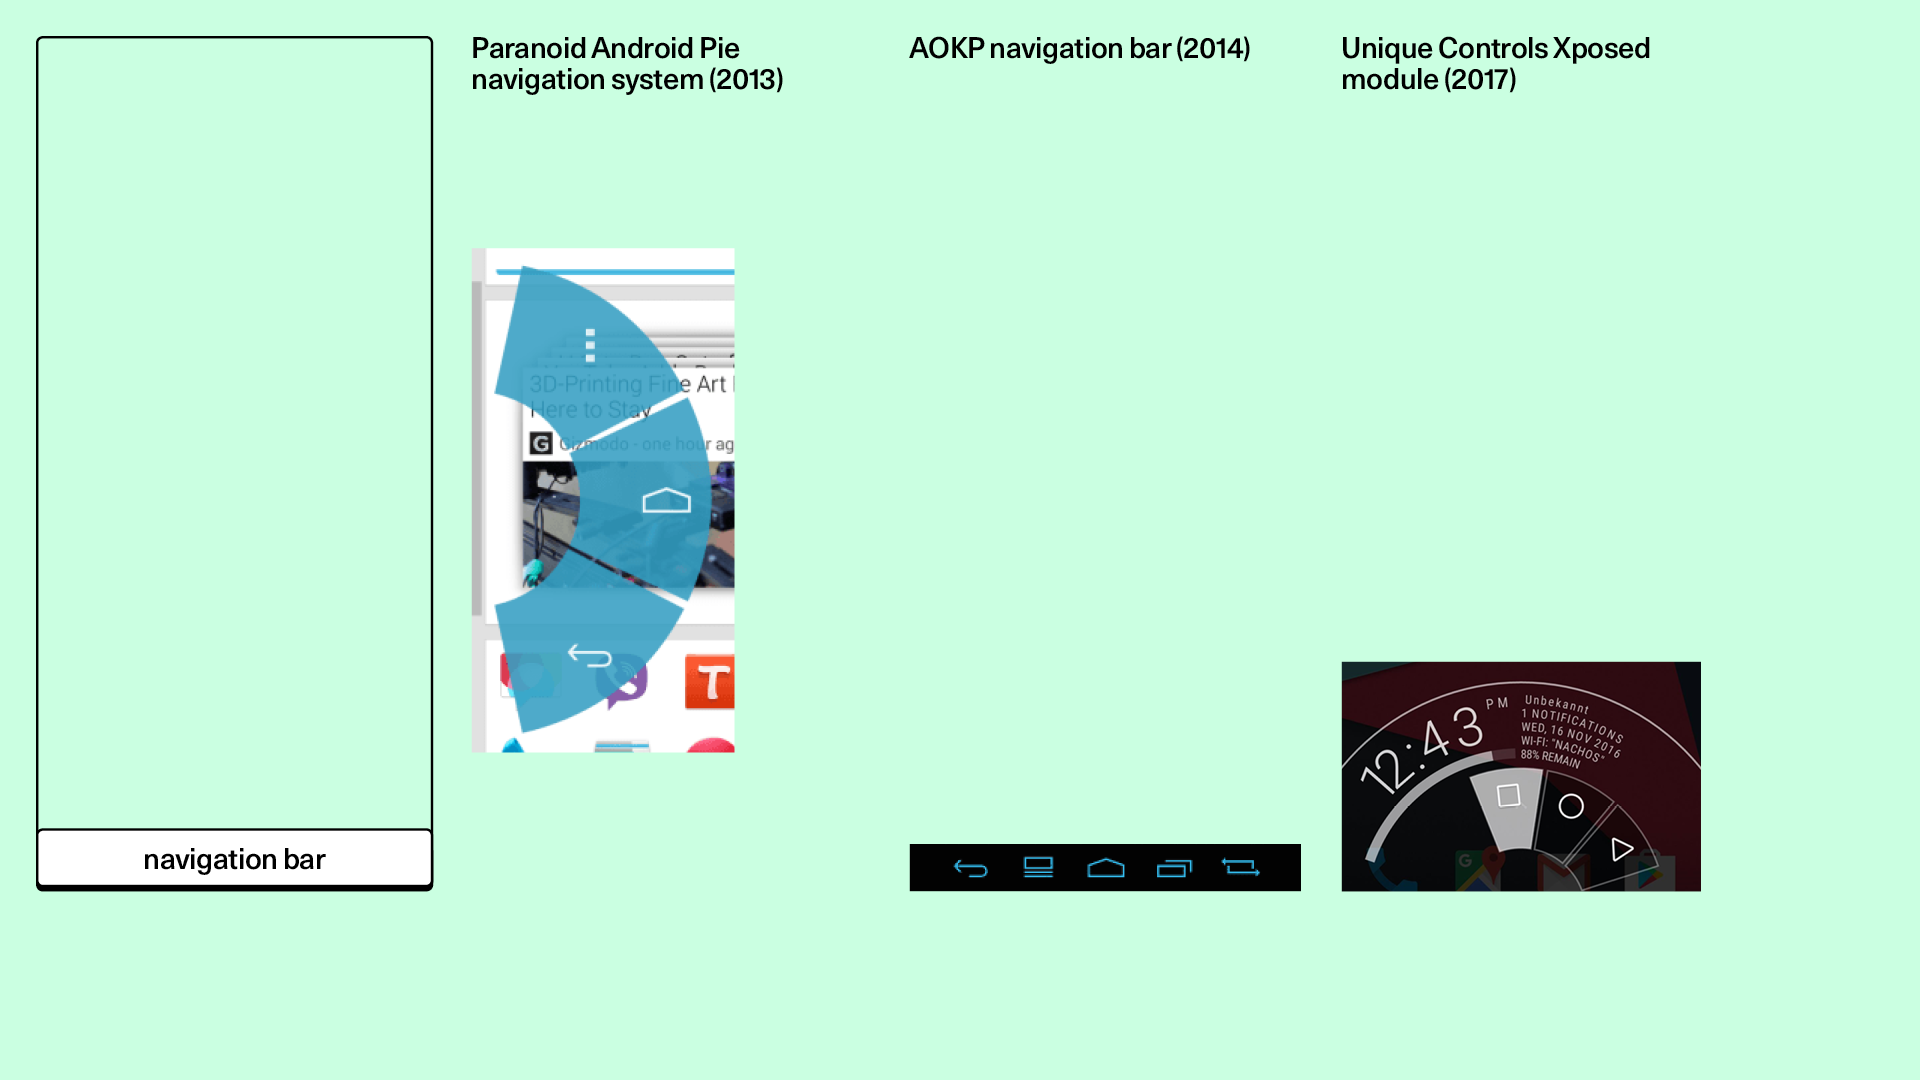 navigation bar
Paranoid Android Pie
navigation system (2013)
3D-Printing Fine Art
Here to Stay
G Gizmodo - one hour ag
T
AOKP navigation bar (2014)
Unique Controls Xposed
module (2017)
12:43 PM
Unbekannt
1 NOTIFICATIONS
WED, 16 NOV 2016
WI-FI: "NACHOS"
88% REMAIN
G